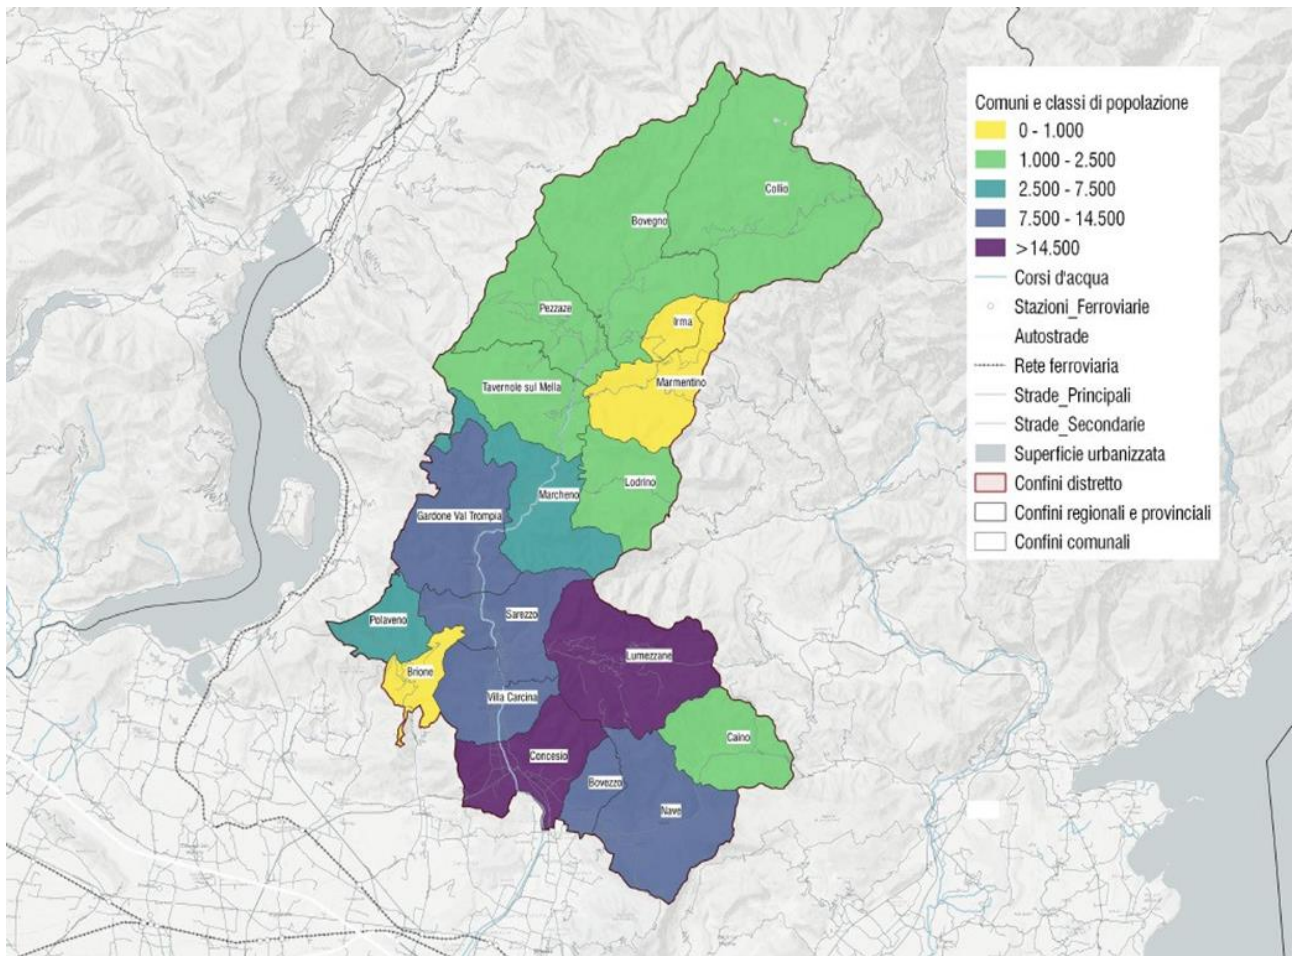 Comuni e classi di popolazione
0 - 1.000
1.000 - 2.500
2.500 - 7.500
7.500 - 14.500
>14.500
Corsi d'acqua
Stazioni_Ferroviarie
Autostrade
Rete ferroviaria
Strade_Principali
Strade_Secondarie
Superficie urbanizzata
Confini distretto
Confini regionali e provinciali
Confini comunali
Collio
Bovegno
Pezzaze
Irma
Marmentino
Tavernole sul Mella
Lodrino
Marcheno
Gardone Val Trompia
Sarezzo
Polaveno
Lumezzane
Brione
Villa Carcina
Caino
Concesio
Bovezzo
Nave